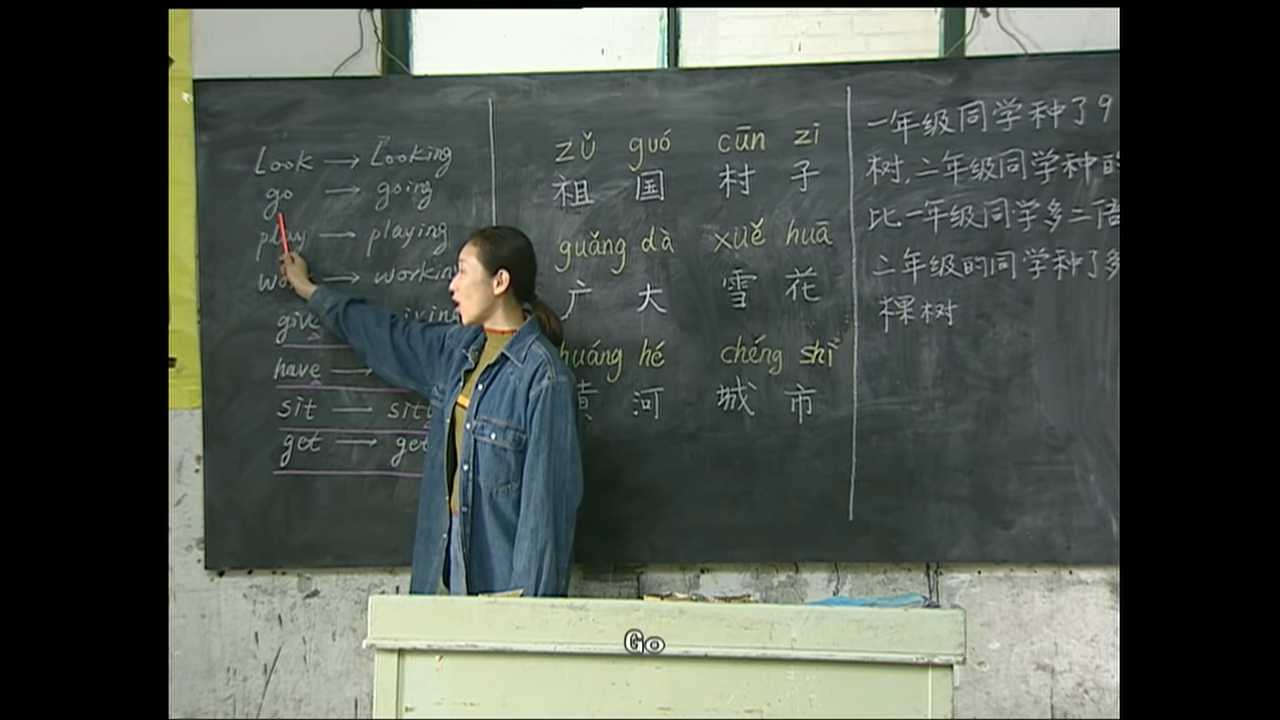 Look → Looking
go → going
play → playing
→ workin
give
have →
sit → sit
get → get
zǔ guó cūn zi
祖国 村子
guǎng dà xuě huā
广大 雪花
huáng hé chéng shì
黄河 城市
一年级同学种了9
树,二年级同学种的
比一年级同学多二倍
二年级的同学种了多
棵树
Go